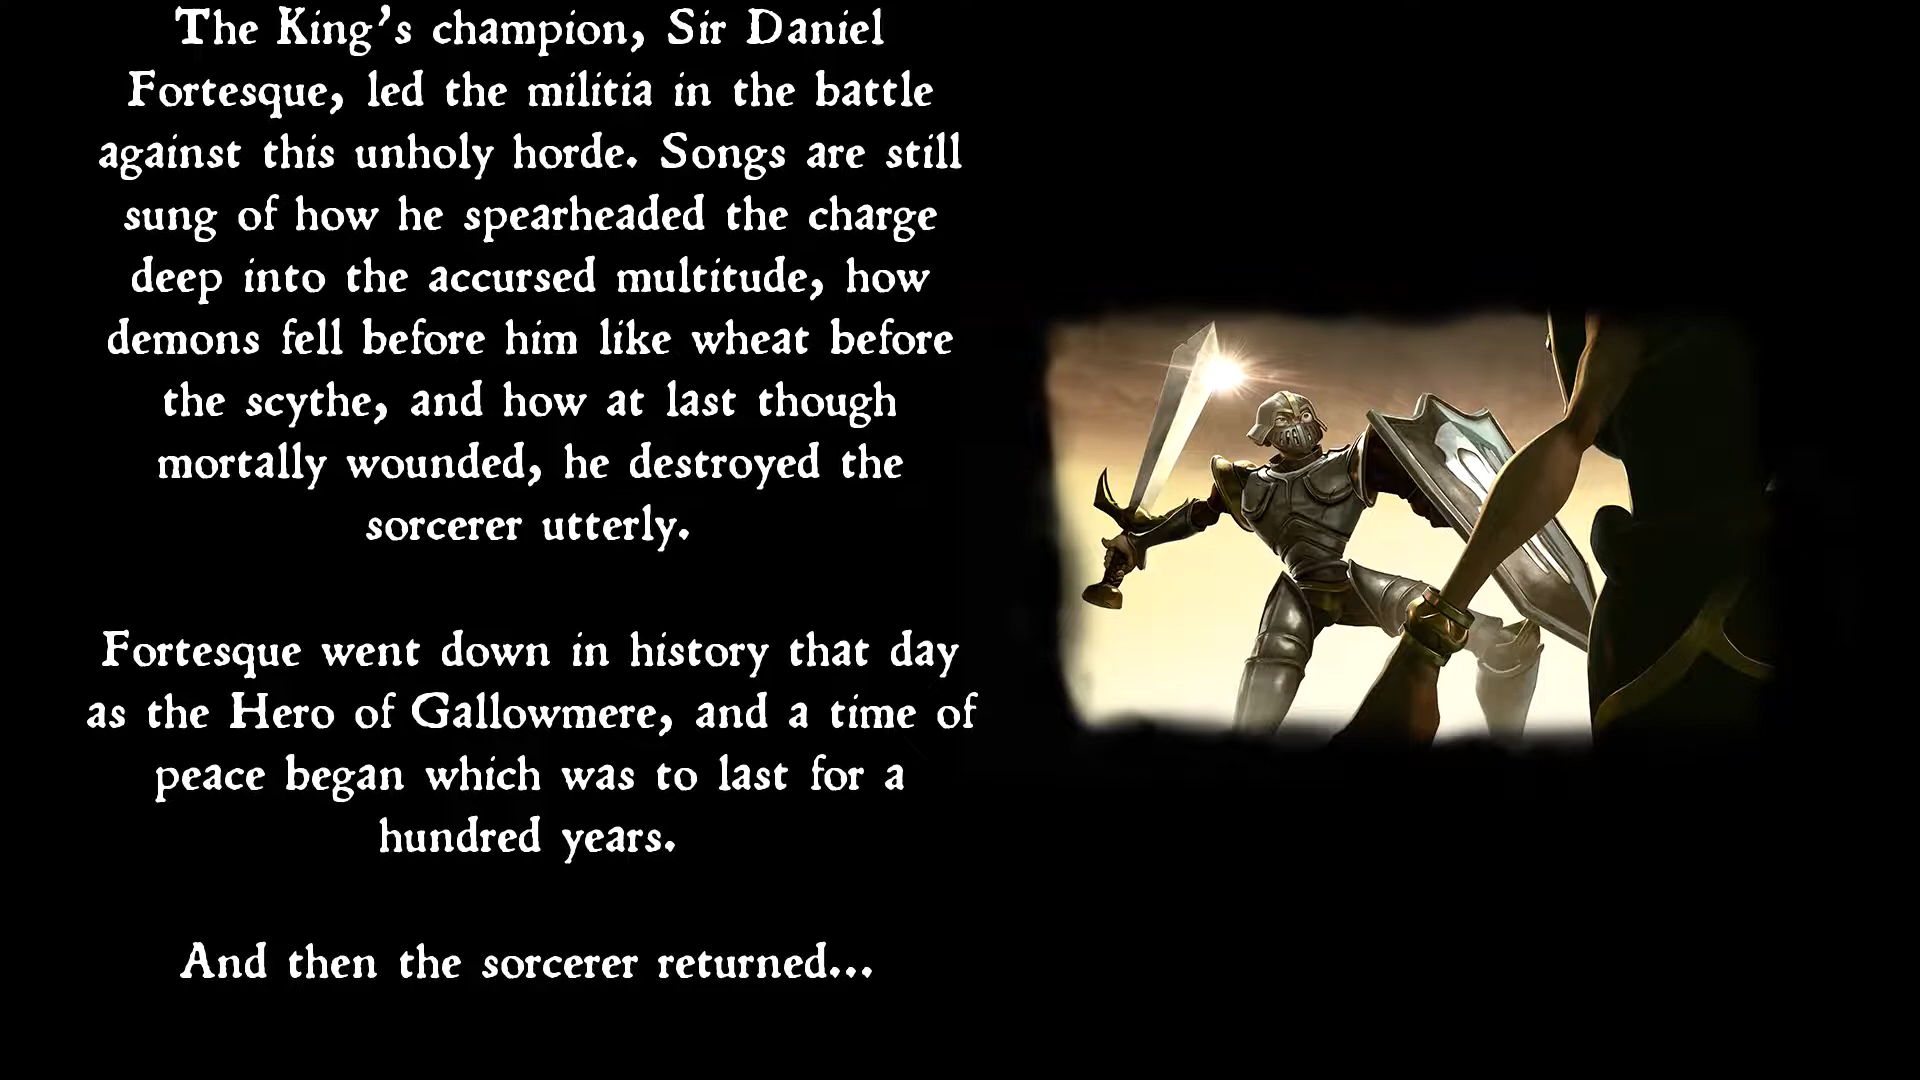 The King's champion, Sir Daniel
Fortesque, led the militia in the battle
against this unholy horde. Songs are still
sung of how he spearheaded the charge
deep into the accursed multitude, how
demons fell before him like wheat before
the scythe, and how at last though
mortally wounded, he destroyed the
sorcerer utterly.
Fortesque went down in history that day
as the Hero of Gallowmere, and a time of
peace began which was to last for a
hundred years.
And then the sorcerer returned...